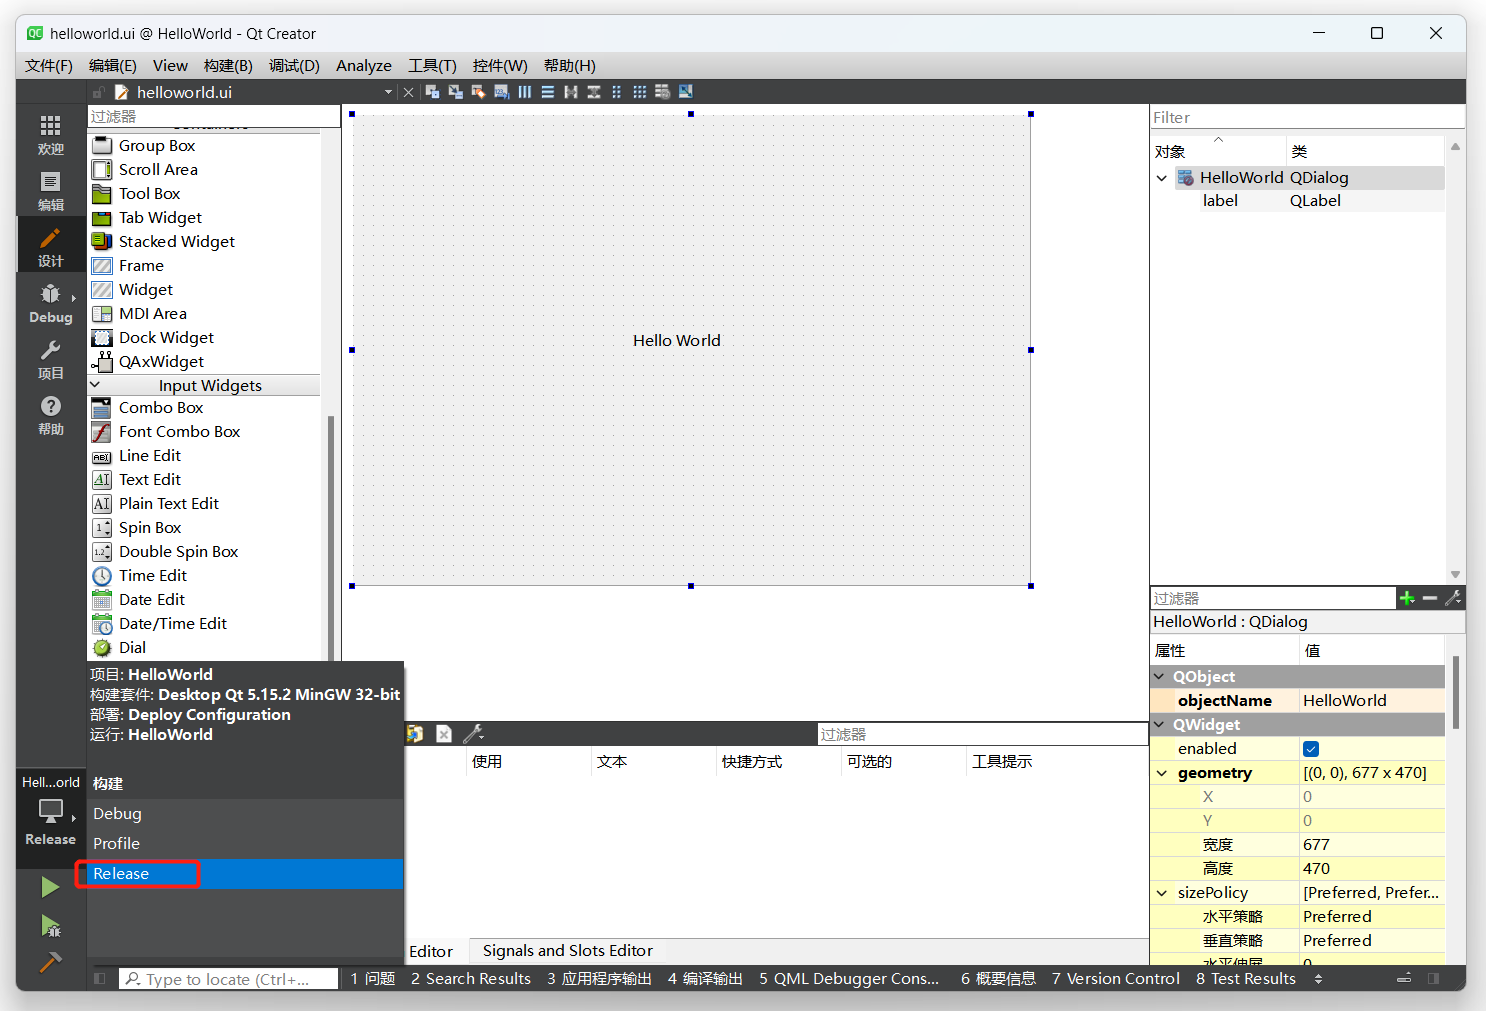 helloworld.ui @ HelloWorld - Qt Creator
文件(F) 编辑(E) View 构建(B) 调试(D) Analyze 工具(T) 控件(W) 帮助(H)
helloworld.ui
欢迎
编辑
设计
Debug
项目
帮助
过滤器
Containers
Group Box
Scroll Area
Tool Box
Tab Widget
Stacked Widget
Frame
Widget
MDI Area
Dock Widget
QAxWidget
Input Widgets
Combo Box
Font Combo Box
Line Edit
Text Edit
Plain Text Edit
Spin Box
Double Spin Box
Time Edit
Date Edit
Date/Time Edit
Dial
Hello World
Filter
对象 类
HelloWorld QDialog
label QLabel
过滤器
HelloWorld : QDialog
属性 值
QObject
objectName HelloWorld
QWidget
enabled
geometry [(0, 0), 677 x 470]
X 0
Y 0
宽度 677
高度 470
sizePolicy [Preferred, Prefer...
水平策略 Preferred
垂直策略 Preferred
水平伸展 0
项目: HelloWorld
构建套件: Desktop Qt 5.15.2 MinGW 32-bit
部署: Deploy Configuration
运行: HelloWorld
Hell...orld
Release
构建
Debug
Profile
Release
过滤器
使用 文本 快捷方式 可选的 工具提示
Editor Signals and Slots Editor
Type to locate (Ctrl+... 1 问题 2 Search Results 3 应用程序输出 4 编译输出 5 QML Debugger Cons... 6 概要信息 7 Version Control 8 Test Results